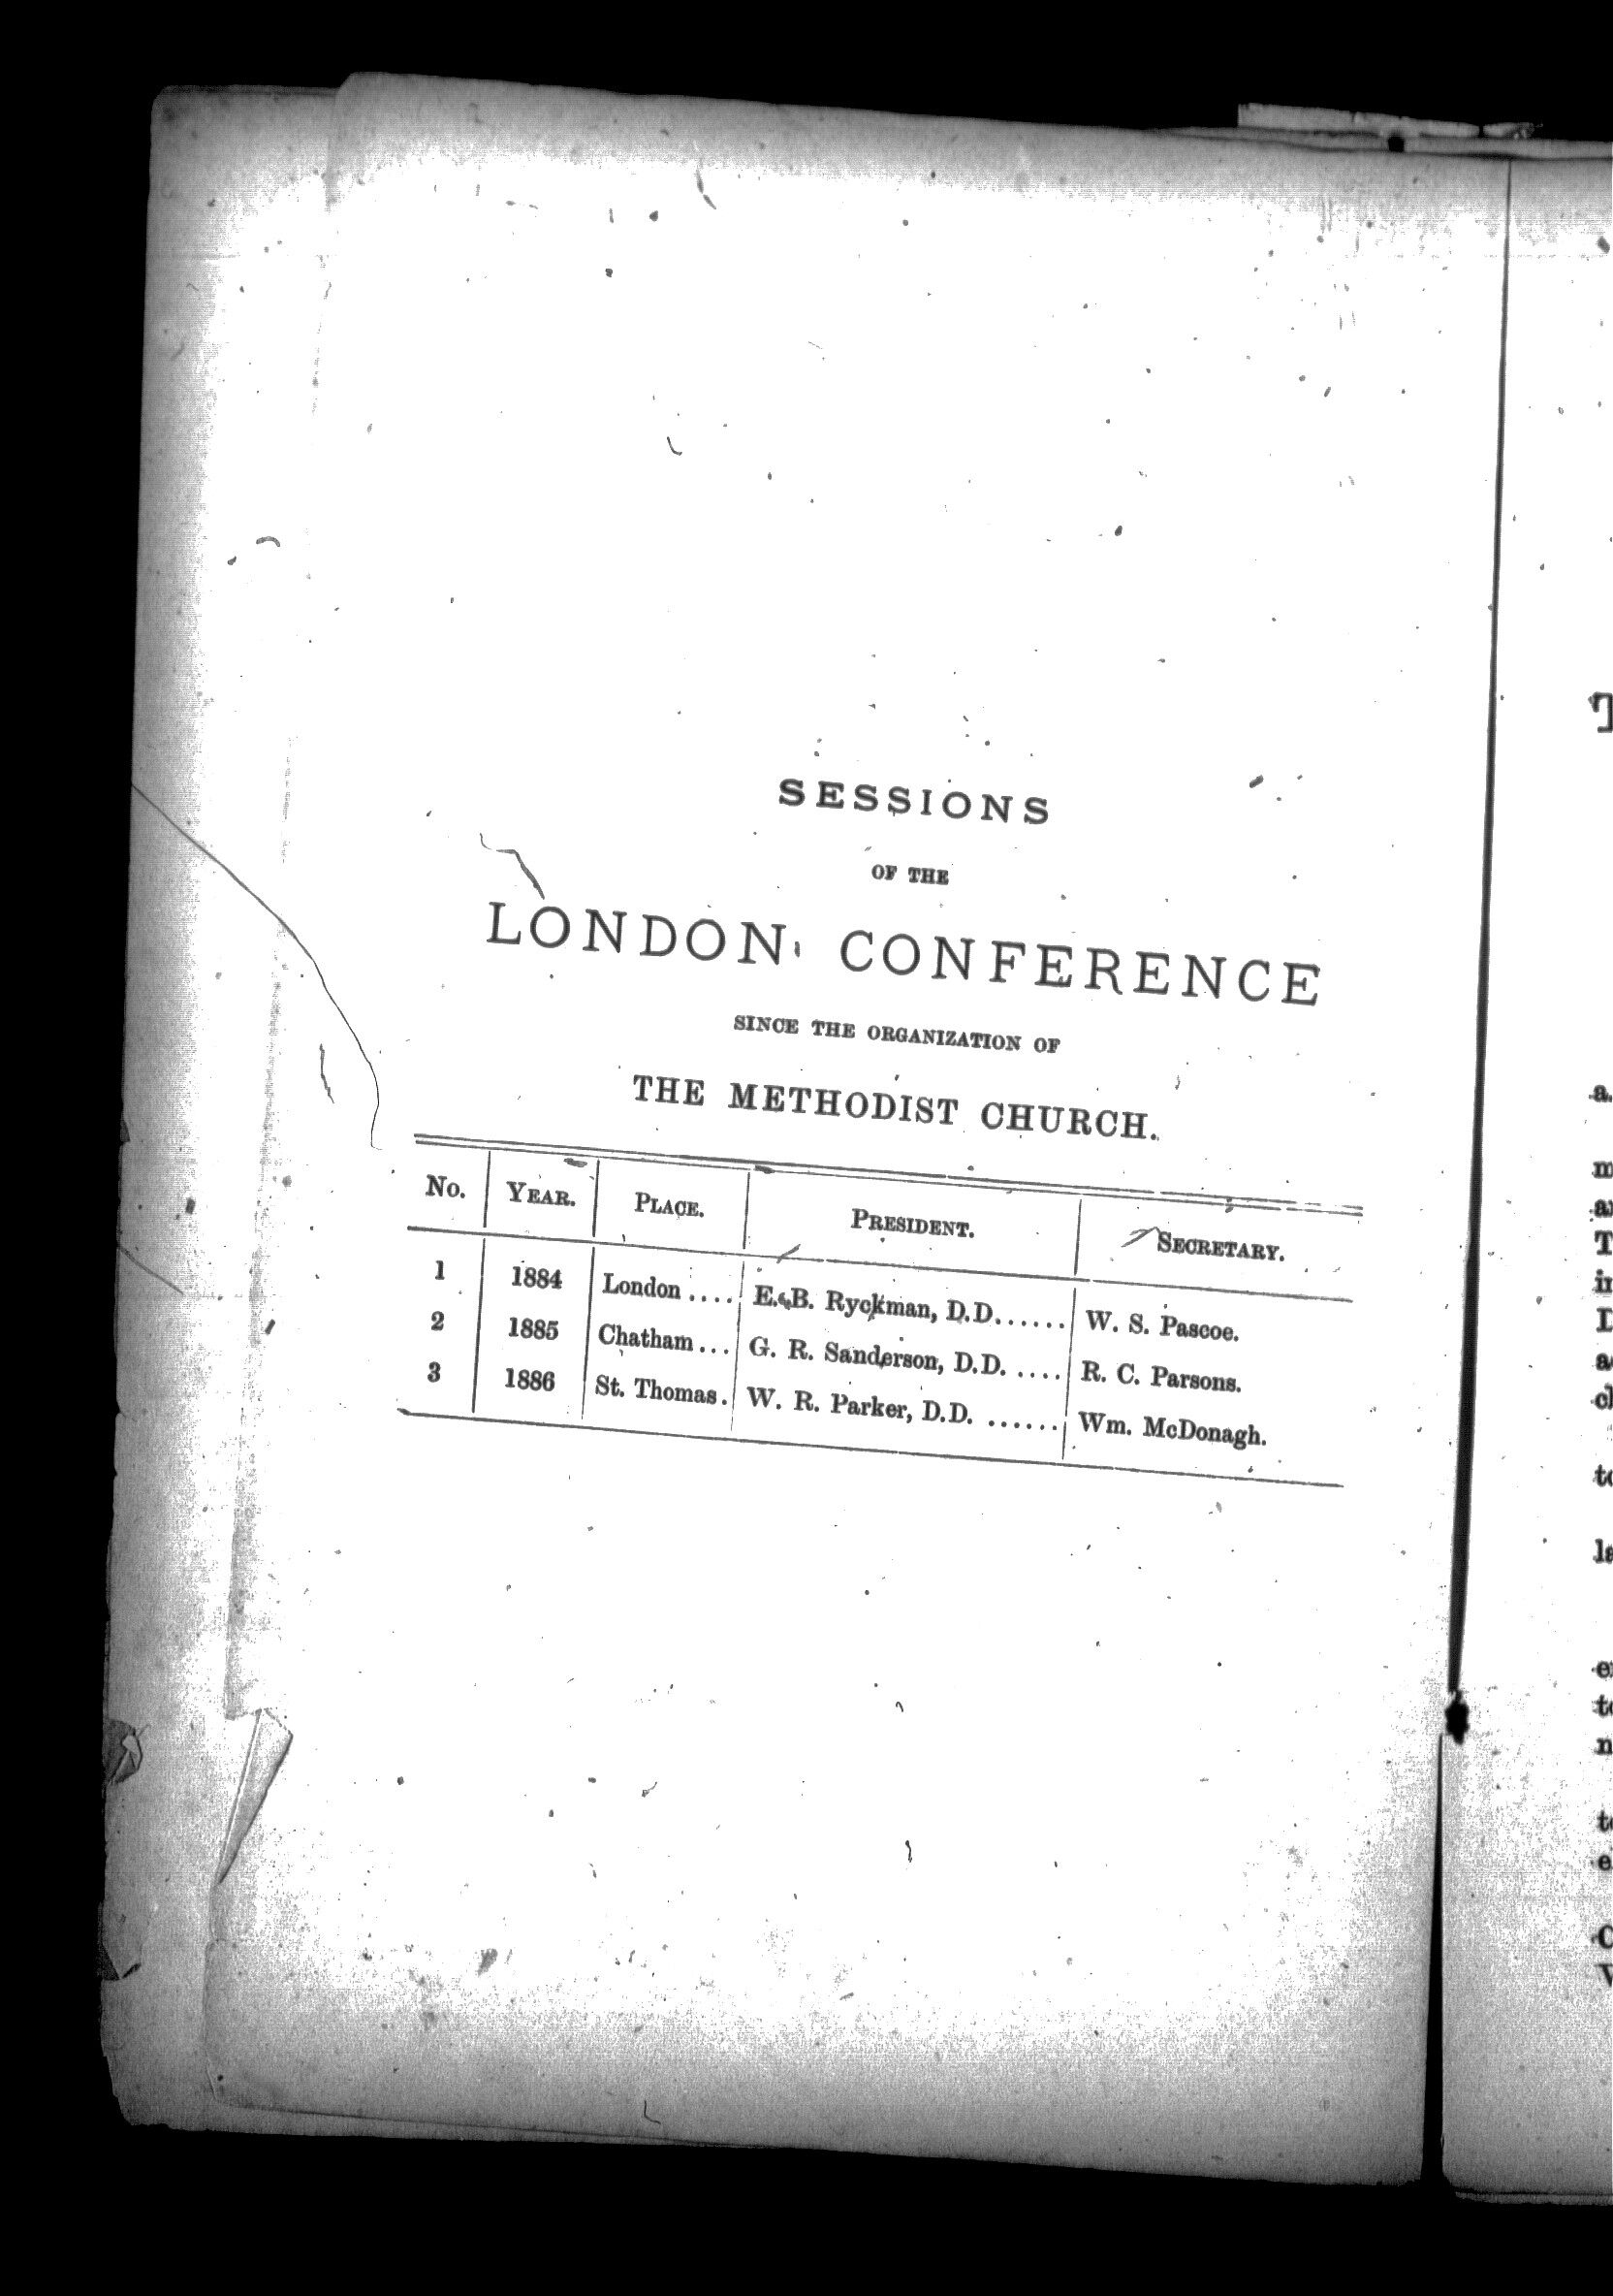 SESSIONS
OF THE
LONDON CONFERENCE
SINCE THE ORGANIZATION OF
THE METHODIST CHURCH.
No. YEAR. PLACE. PRESIDENT. SECRETARY.
1 1884 London .... E. B. Ryckman, D.D...... W. S. Pascoe.
2 1885 Chatham ... G. R. Sanderson, D.D. .... R. C. Parsons.
3 1886 St. Thomas. W. R. Parker, D.D. ...... Wm. McDonagh.